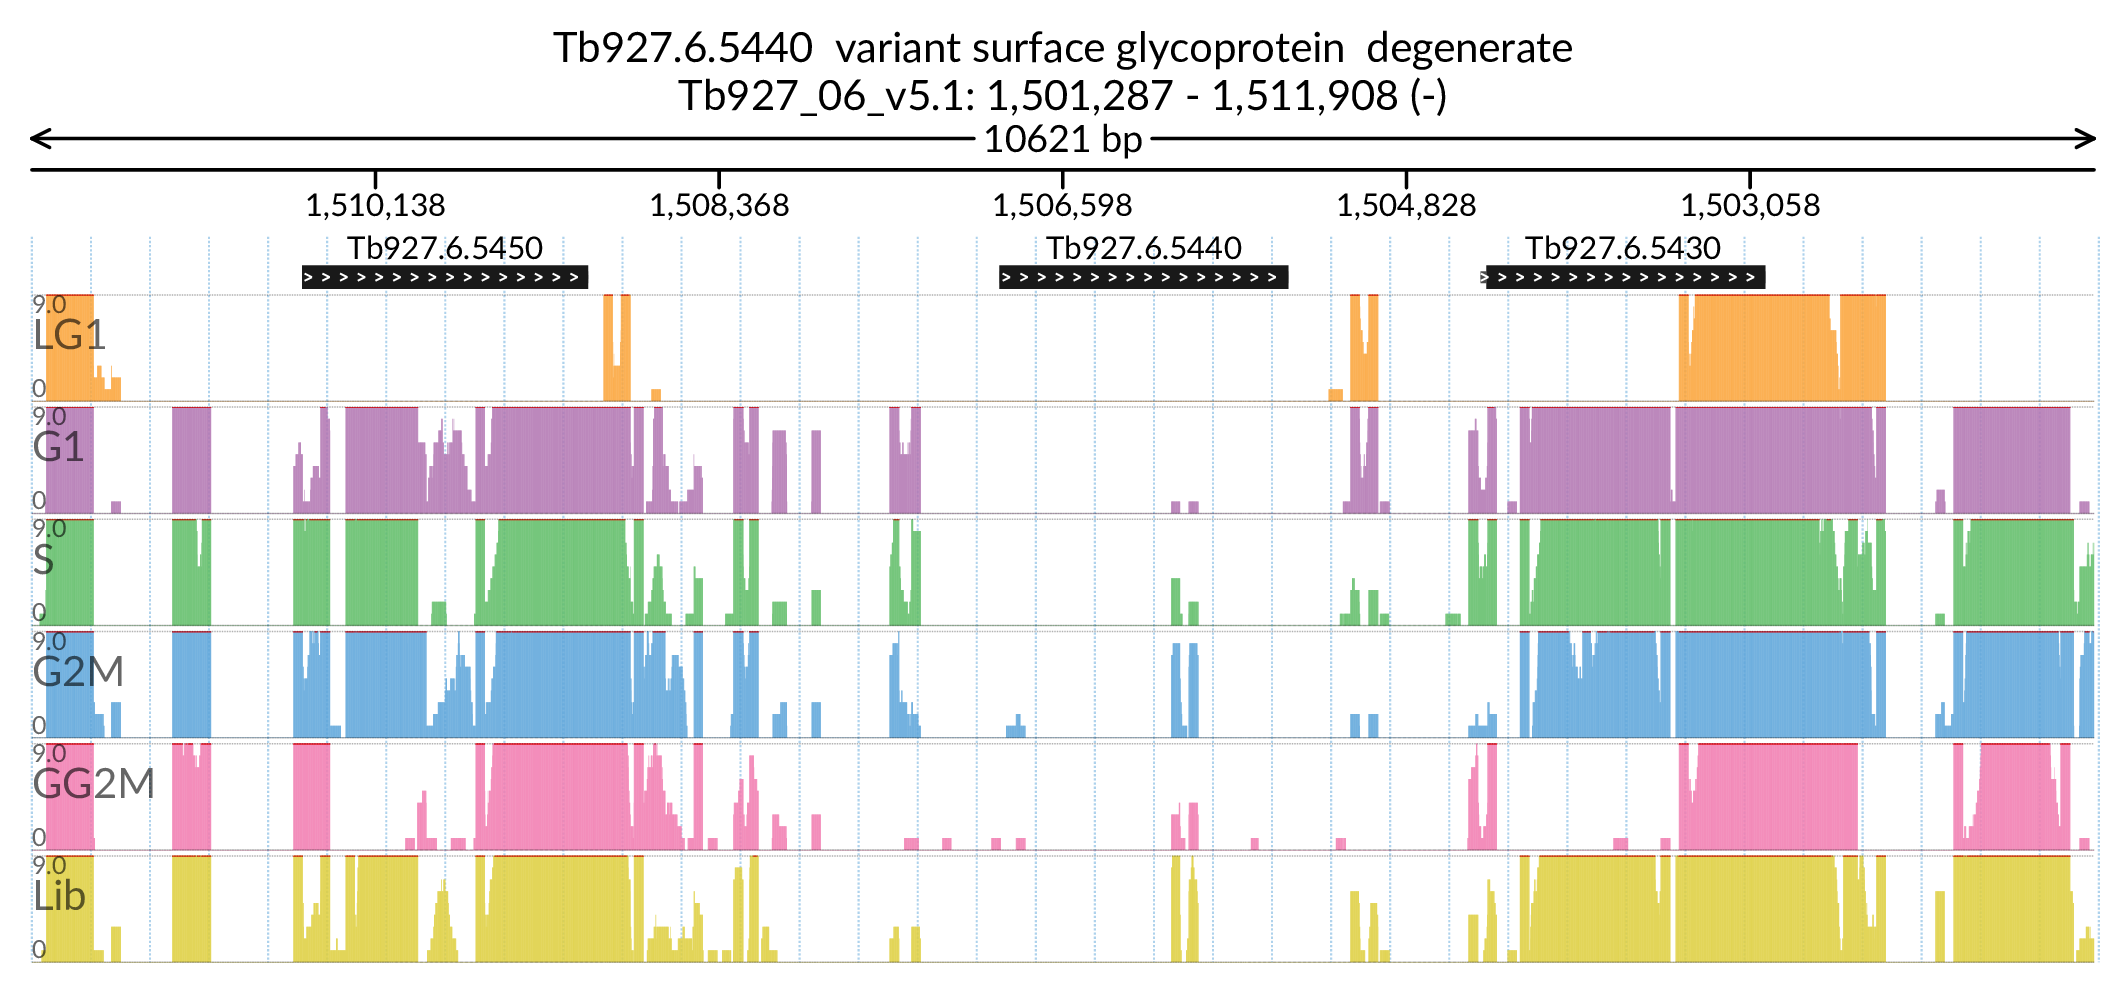 Tb927.6.5440 variant surface glycoprotein degenerate
Tb927_06_v5.1: 1,501,287 - 1,511,908 (-)
10621 bp
1,510,138 1,508,368 1,506,598 1,504,828 1,503,058
Tb927.6.5450 Tb927.6.5440 Tb927.6.5430
9.0
LG1
0
9.0
G1
0
9.0
S
0
9.0
G2M
0
9.0
GG2M
0
9.0
Lib
0